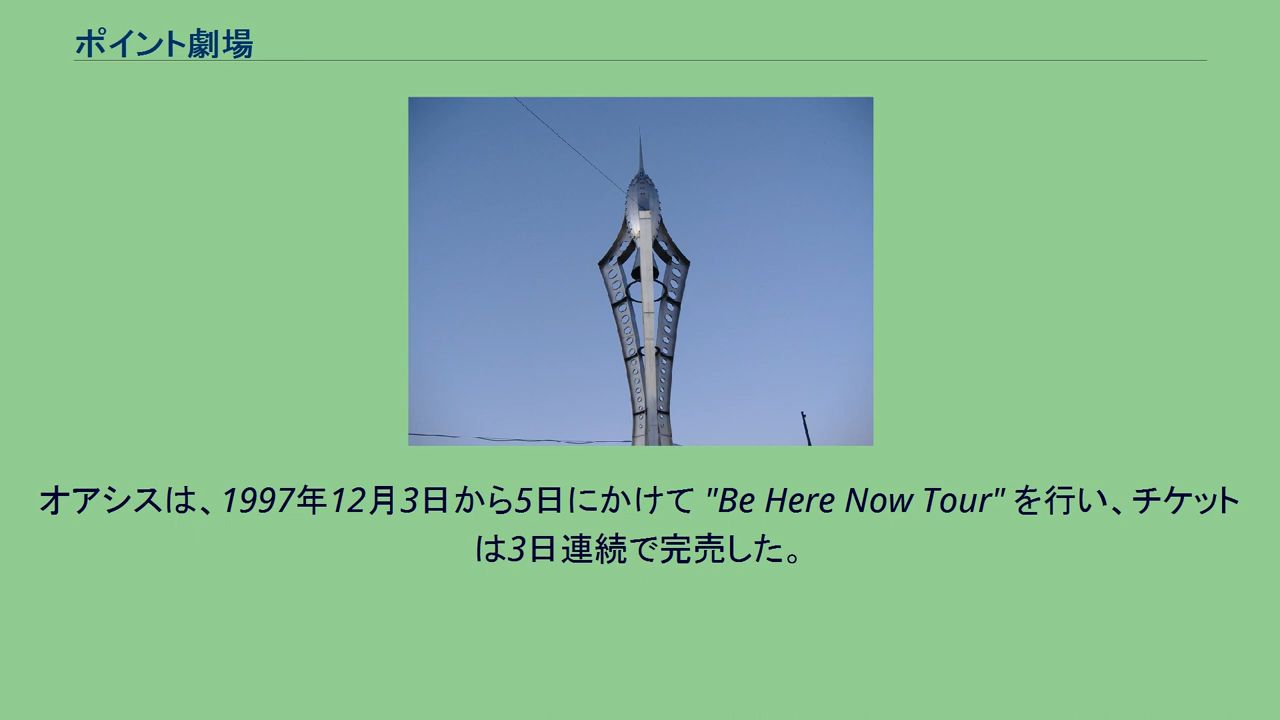 ポイント劇場
オアシスは、1997年12月3日から5日にかけて "Be Here Now Tour" を行い、チケット
は3日連続で完売した。